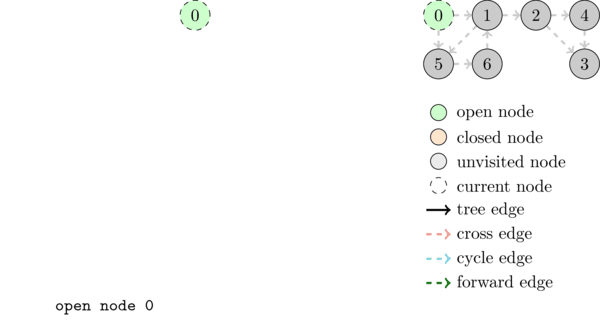 0
0 1 2 4
5 6 3
open node
closed node
unvisited node
current node
tree edge
cross edge
cycle edge
forward edge
open node 0